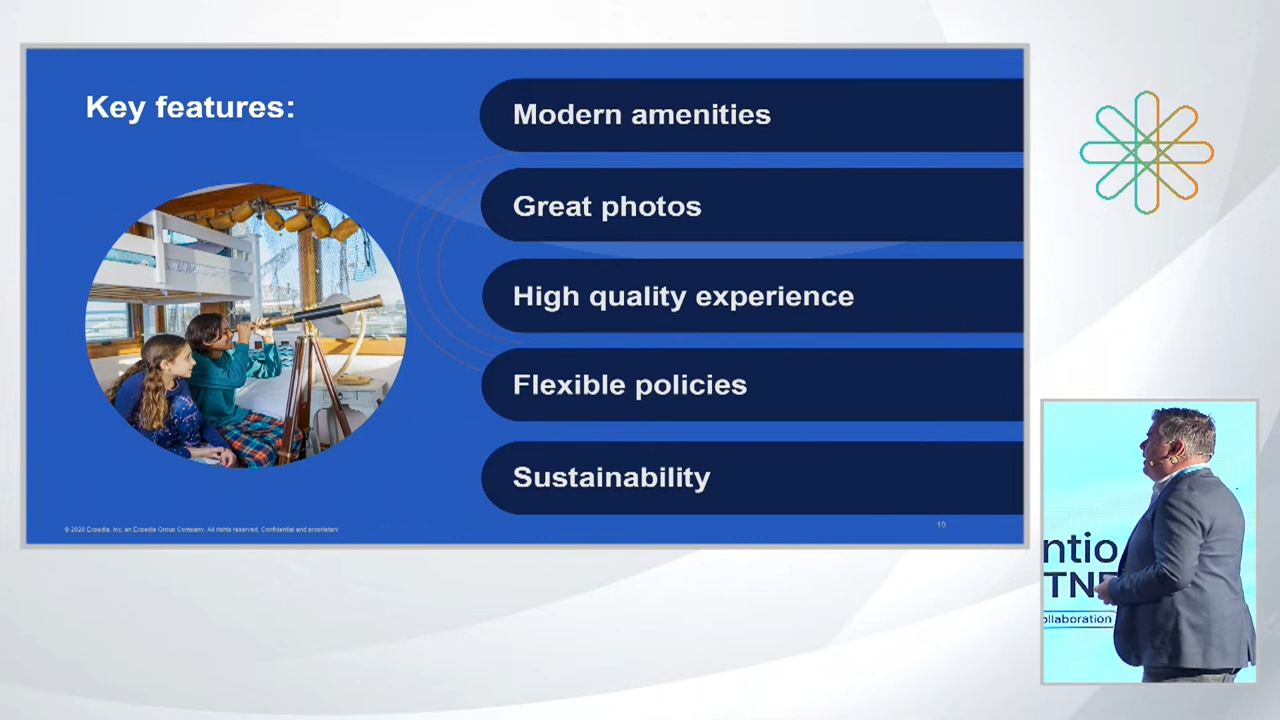 Key features:
Modern amenities
Great photos
High quality experience
Flexible policies
Sustainability
© 2020 Expedia, Inc. an Expedia Group Company. All rights reserved. Confidential and proprietary
10
ntio
TN
ollaboration